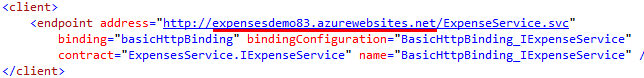 <client>
<endpoint address="http://expensesdemo83.azurewebsites.net/ExpenseService.svc"
binding="basicHttpBinding" bindingConfiguration="BasicHttpBinding_IExpenseService"
contract="ExpensesService.IExpenseService" name="BasicHttpBinding_IExpenseService" /
</client>